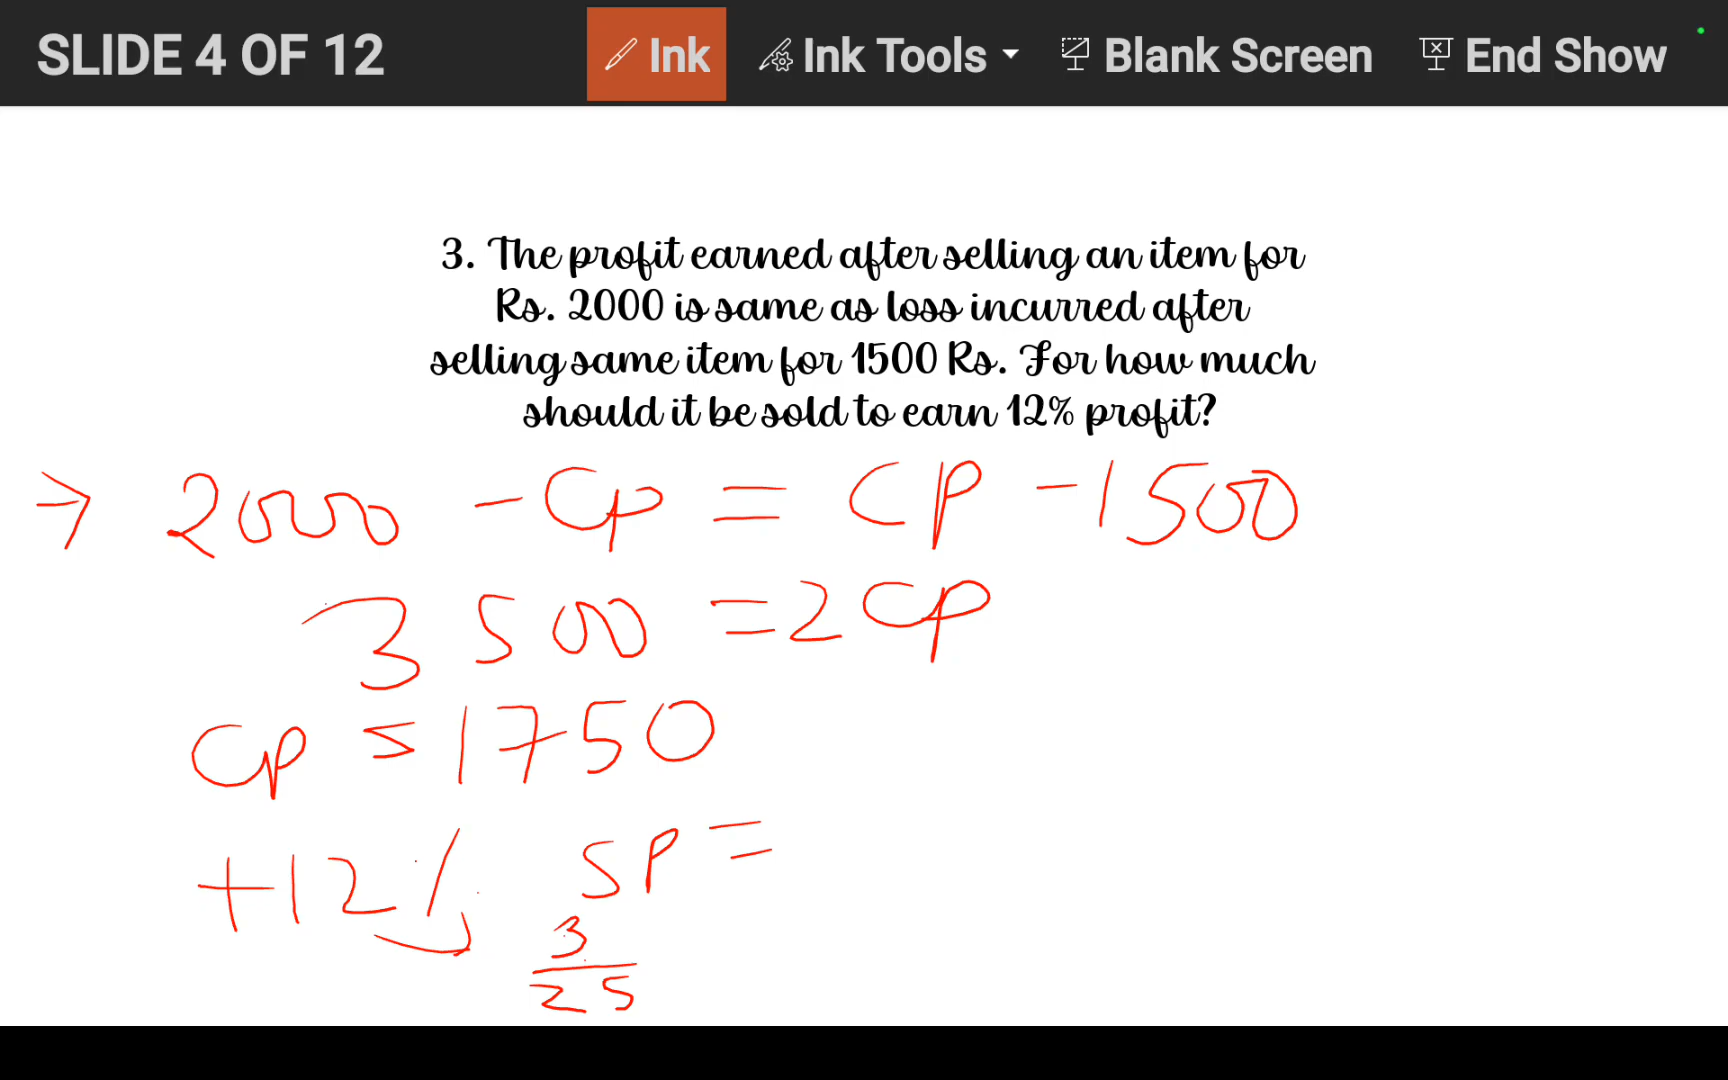 SLIDE 4 OF 12 Ink Ink Tools Blank Screen End Show
3. The profit earned after selling an item for
Rs. 2000 is same as loss incurred after
selling same item for 1500 Rs. For how much
should it be sold to earn 12% profit?
→ 2000 - CP = CP - 1500
3500 = 2CP
CP = 1750
+12% SP =
3
25